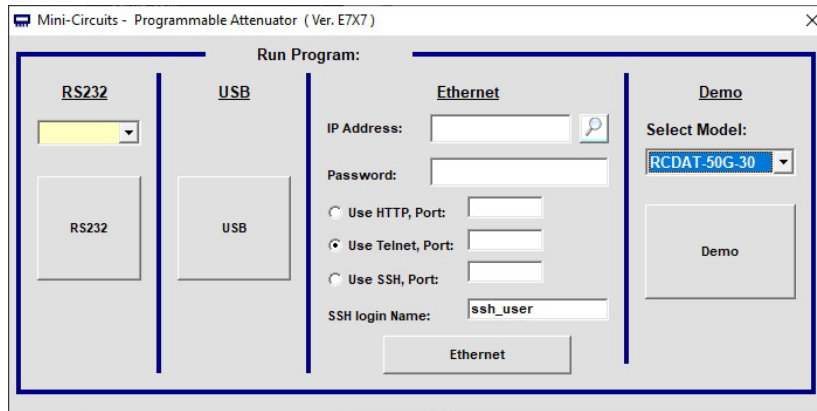 Mini-Circuits - Programmable Attenuator ( Ver. E7X7 )
Run Program:
RS232
RS232
USB
USB
Ethernet
IP Address:
Password:
Use HTTP, Port:
Use Telnet, Port:
Use SSH, Port:
SSH login Name: ssh_user
Ethernet
Demo
Select Model:
RCDAT-50G-30
Demo